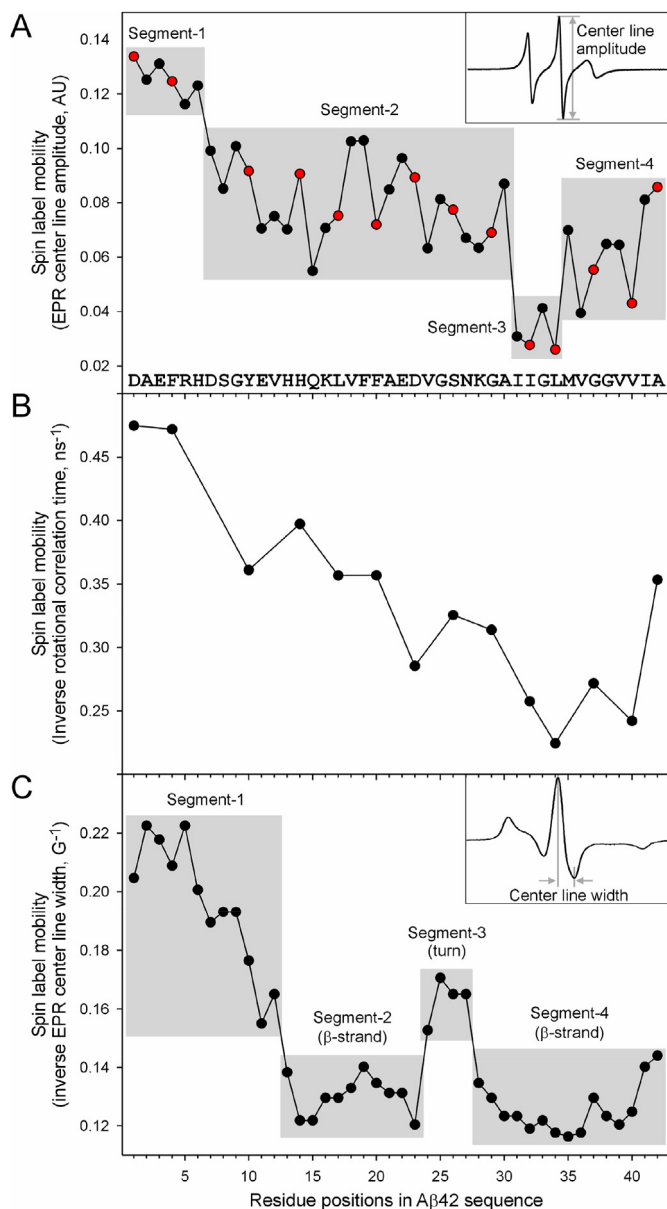 A
Spin label mobility
(EPR center line amplitude, AU)
0.14
0.12
0.10
0.08
0.06
0.04
0.02
Segment-1
Segment-2
Segment-3
Segment-4
Center line
amplitude
DAEFRHDSGYEVHHQKLVFFAEDVGSNKGAIIGLMVGGVVIA
B
Spin label mobility
(Inverse rotational correlation time, ns⁻¹)
0.45
0.40
0.35
0.30
0.25
C
Spin label mobility
(inverse EPR center line width, G⁻¹)
0.22
0.20
0.18
0.16
0.14
0.12
Segment-1
Segment-2
(β-strand)
Segment-3
(turn)
Segment-4
(β-strand)
Center line width
5 10 15 20 25 30 35 40
Residue positions in Aβ42 sequence